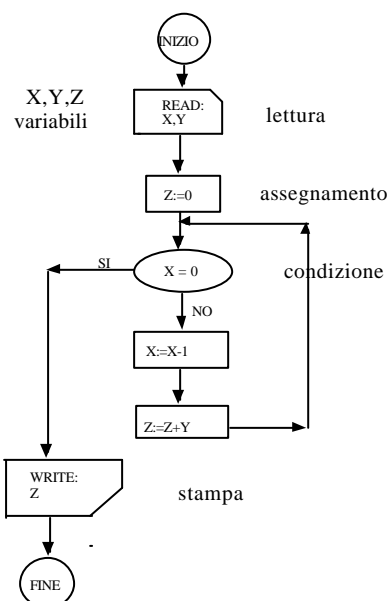 INIZIO
X,Y,Z
variabili
READ:
X,Y
lettura
Z:=0
assegnamento
SI
X = 0
condizione
NO
X:=X-1
Z:=Z+Y
WRITE:
Z
stampa
FINE